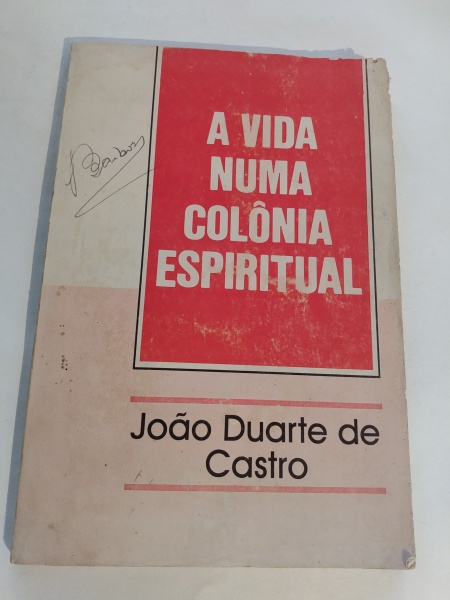 A VIDA
NUMA
COLÔNIA
ESPIRITUAL
João Duarte de
Castro